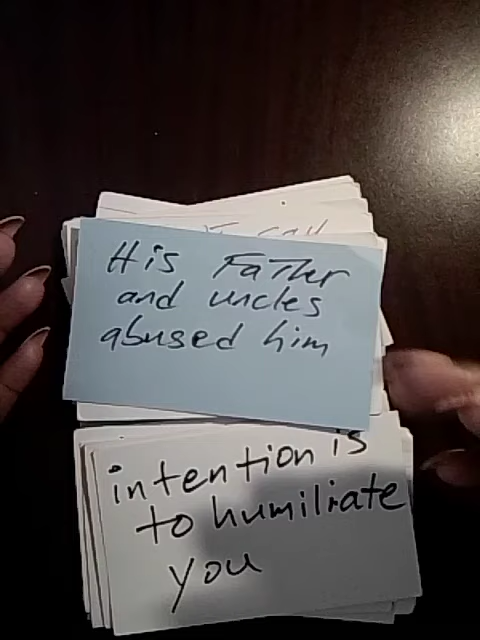 His Father
and uncles
abused him
intention is
to humiliate
you